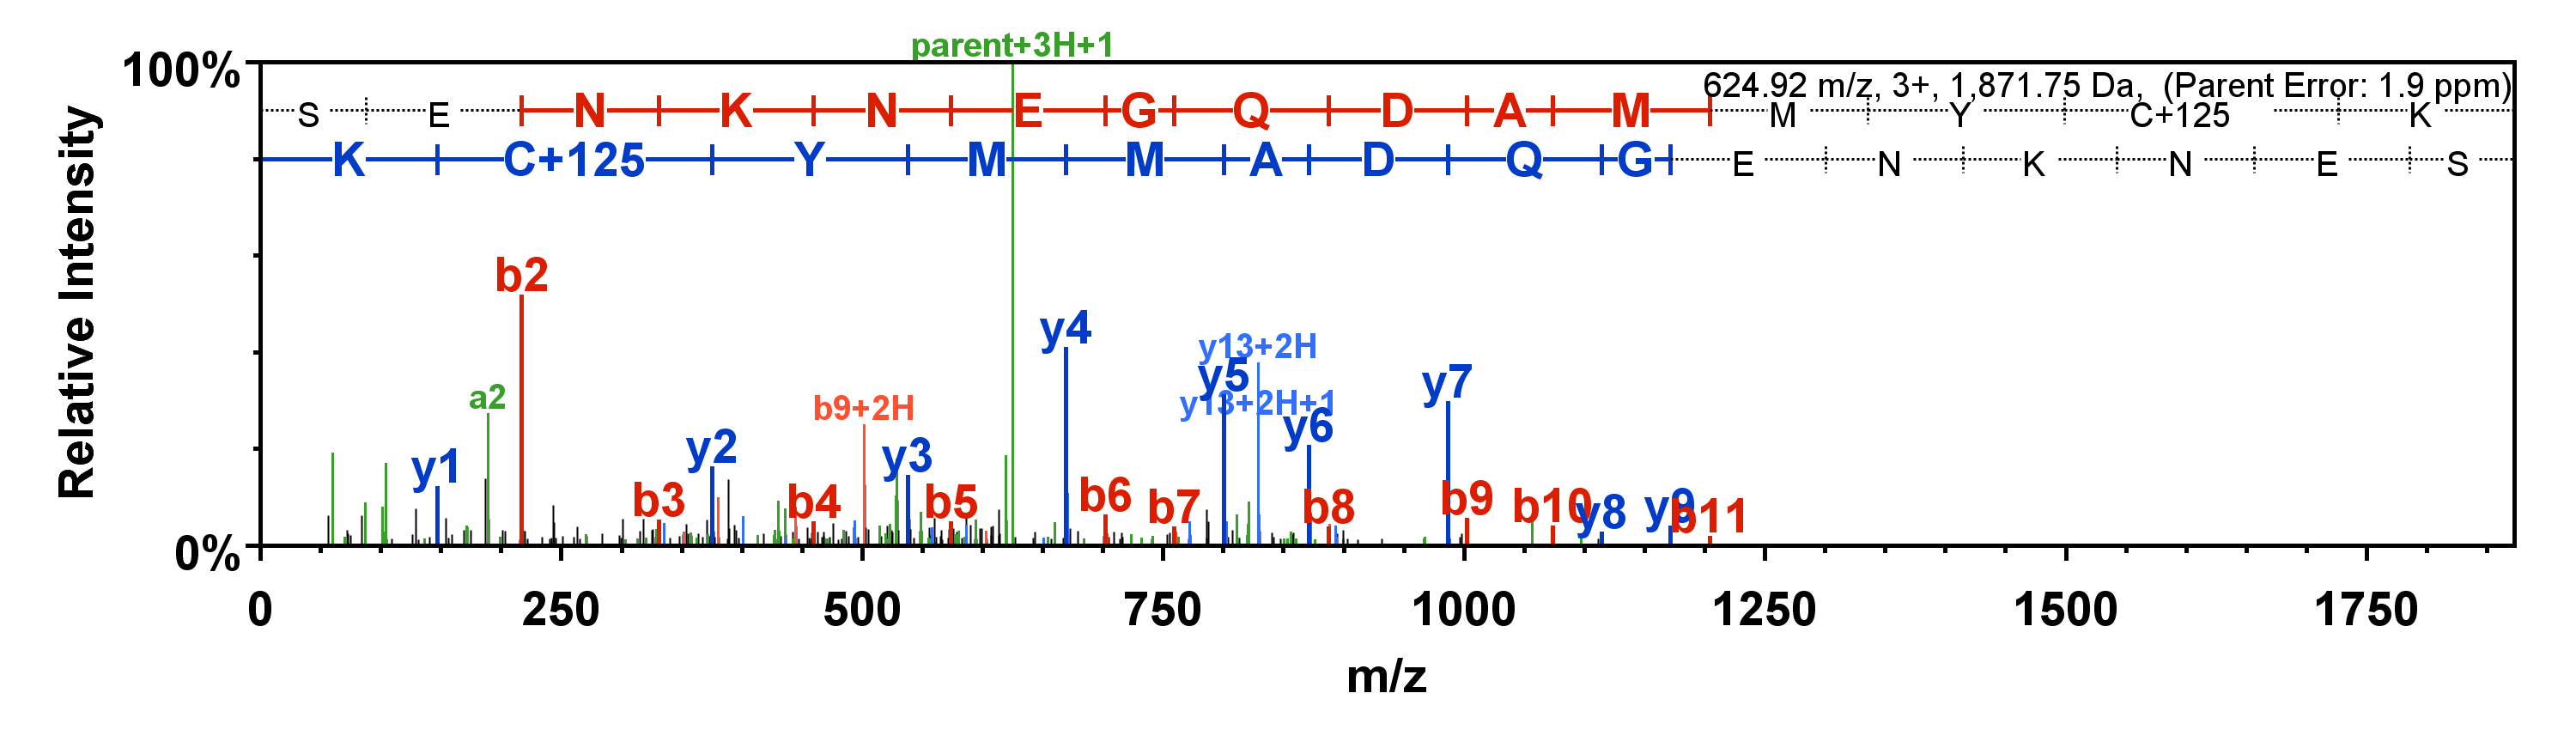 parent+3H+1
100%
624.92 m/z, 3+, 1,871.75 Da, (Parent Error: 1.9 ppm)
S E N K N E G Q D A M M Y C+125 K
K C+125 Y M M A D Q G E N K N E S
Relative Intensity
b2
y4
y13+2H
y5
y7
a2
y13+2H+1
b9+2H
y6
y2
y3
y1
b3
b4
b5
b6
b7
b8
b9
b10
y8
y9
b11
0%
0 250 500 750 1000 1250 1500 1750
m/z